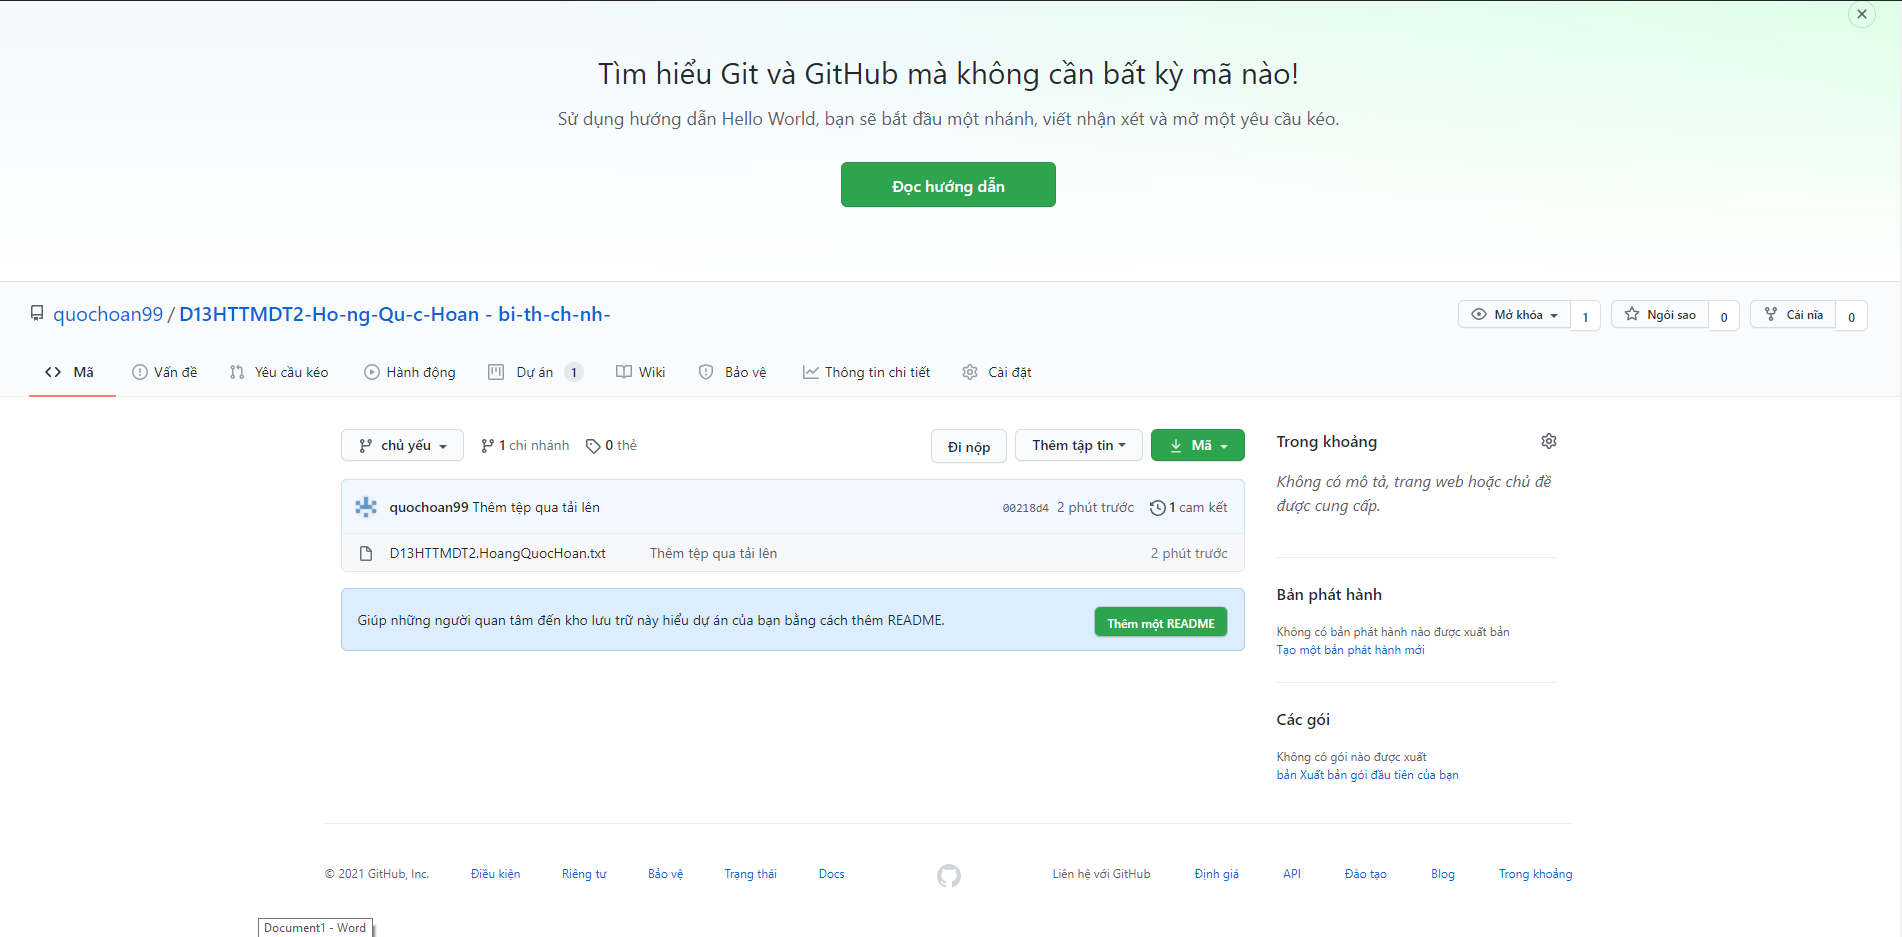 Tìm hiểu Git và GitHub mà không cần bất kỳ mã nào!
Sử dụng hướng dẫn Hello World, bạn sẽ bắt đầu một nhánh, viết nhận xét và mở một yêu cầu kéo.
Đọc hướng dẫn
quochoan99 / D13HTTMDT2-Ho-ng-Qu-c-Hoan - bi-th-ch-nh-
Mở khóa 1 Ngôi sao 0 Cái nĩa 0
Mã Vấn đề Yêu cầu kéo Hành động Dự án 1 Wiki Bảo vệ Thông tin chi tiết Cài đặt
chủ yếu 1 chi nhánh 0 thẻ Đi nộp Thêm tập tin Mã
quochoan99 Thêm tệp qua tải lên 00218d4 2 phút trước 1 cam kết
D13HTTMDT2.HoangQuocHoan.txt Thêm tệp qua tải lên 2 phút trước
Giúp những người quan tâm đến kho lưu trữ này hiểu dự án của bạn bằng cách thêm README. Thêm một README
Trong khoảng
Không có mô tả, trang web hoặc chủ đề
được cung cấp.
Bản phát hành
Không có bản phát hành nào được xuất bản
Tạo một bản phát hành mới
Các gói
Không có gói nào được xuất
bản Xuất bản gói đầu tiên của bạn
© 2021 GitHub, Inc. Điều kiện Riêng tư Bảo vệ Trạng thái Docs Liên hệ với GitHub Định giá API Đào tạo Blog Trong khoảng
Document1 - Word